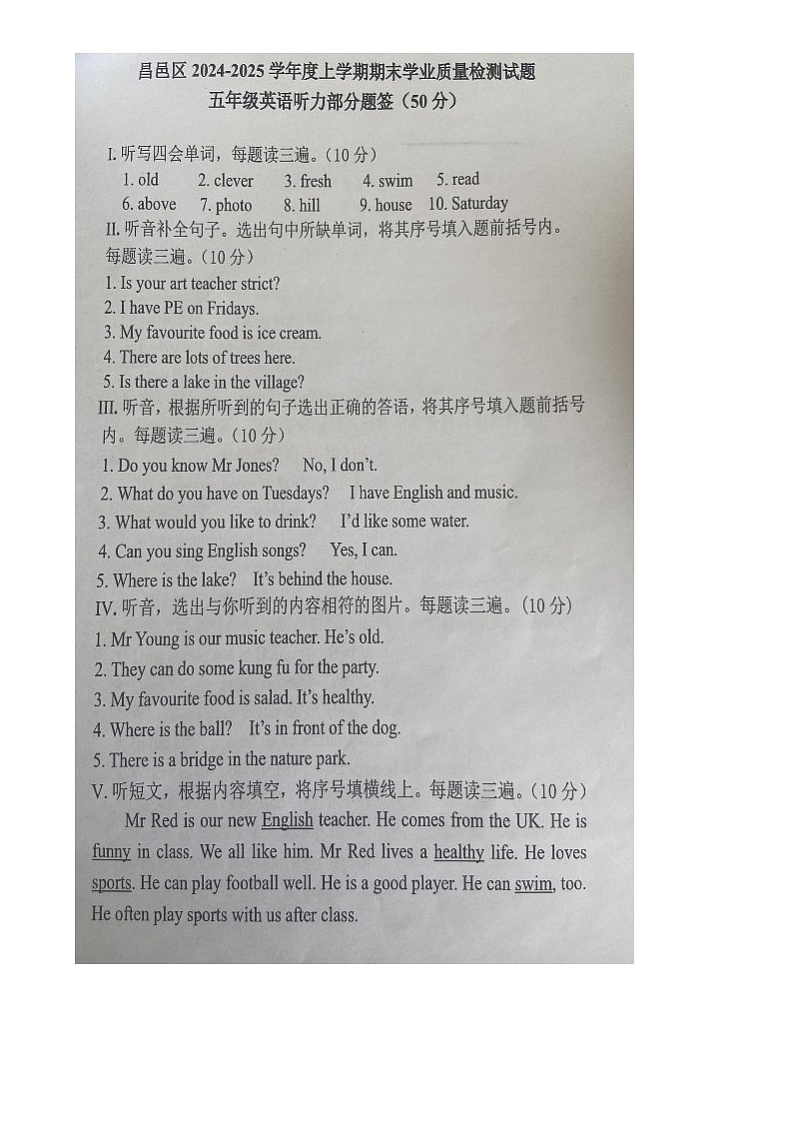 昌邑区 2024-2025 学年度上学期期末学业质量检测试题
五年级英语听力部分题签（50 分）
I. 听写四会单词，每题读三遍。（10 分）
1. old 2. clever 3. fresh 4. swim 5. read
6. above 7. photo 8. hill 9. house 10. Saturday
II. 听音补全句子。选出句中所缺单词，将其序号填入题前括号内。
每题读三遍。（10 分）
1. Is your art teacher strict?
2. I have PE on Fridays.
3. My favourite food is ice cream.
4. There are lots of trees here.
5. Is there a lake in the village?
III. 听音，根据所听到的句子选出正确的答语，将其序号填入题前括号
内。每题读三遍。（10 分）
1. Do you know Mr Jones? No, I don't.
2. What do you have on Tuesdays? I have English and music.
3. What would you like to drink? I'd like some water.
4. Can you sing English songs? Yes, I can.
5. Where is the lake? It's behind the house.
IV. 听音，选出与你听到的内容相符的图片。每题读三遍。（10 分）
1. Mr Young is our music teacher. He's old.
2. They can do some kung fu for the party.
3. My favourite food is salad. It's healthy.
4. Where is the ball? It's in front of the dog.
5. There is a bridge in the nature park.
V. 听短文，根据内容填空，将序号填横线上。每题读三遍。（10 分）
Mr Red is our new English teacher. He comes from the UK. He is
funny in class. We all like him. Mr Red lives a healthy life. He loves
sports. He can play football well. He is a good player. He can swim, too.
He often play sports with us after class.